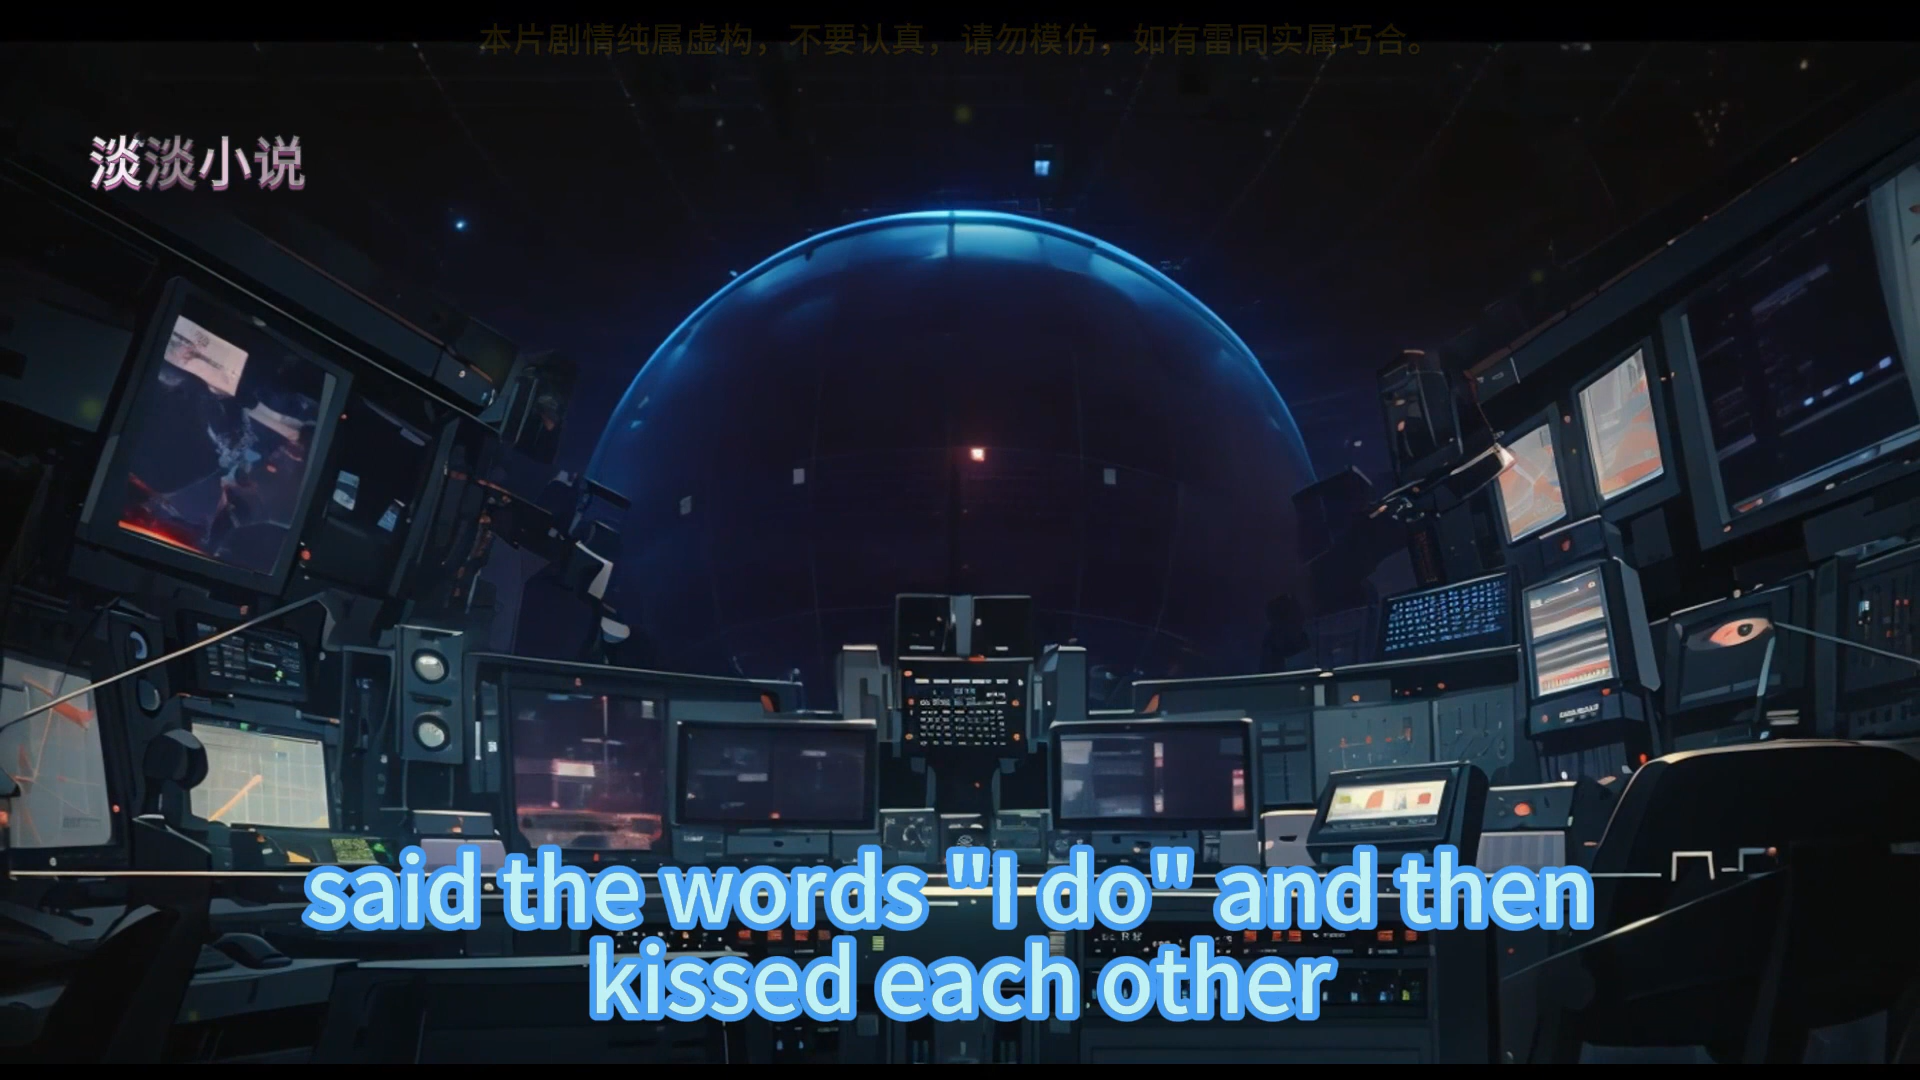 本片剧情纯属虚构，不要认真，请勿模仿，如有雷同实属巧合。
淡淡小说
said the words "I do" and then
kissed each other